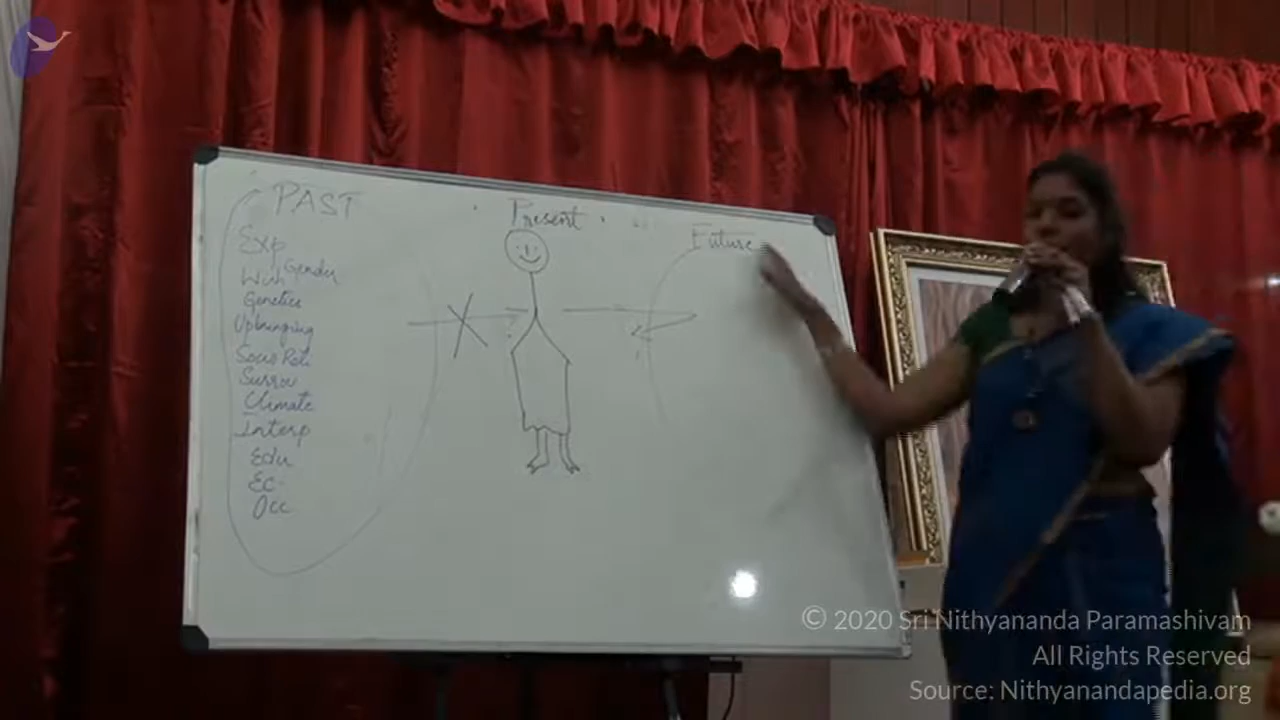 PAST
Present
Future
Exp
Gender
Genetics
Upbringing
Climate
Interp
Edu
Ec
Occ
© 2020 Sri Nithyananda Paramashivam
All Rights Reserved
Source: Nithyanandapedia.org